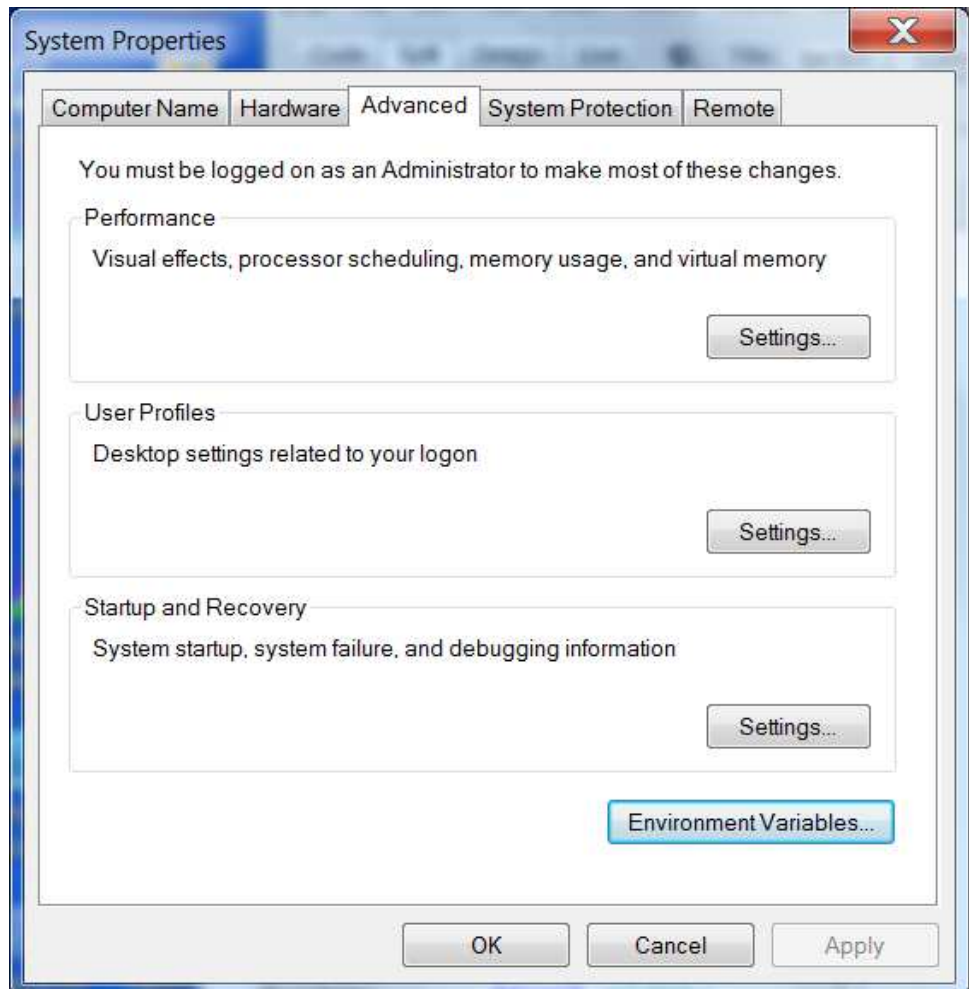 System Properties
Computer Name Hardware Advanced System Protection Remote
You must be logged on as an Administrator to make most of these changes.
Performance
Visual effects, processor scheduling, memory usage, and virtual memory
Settings...
User Profiles
Desktop settings related to your logon
Settings...
Startup and Recovery
System startup, system failure, and debugging information
Settings...
Environment Variables...
OK Cancel Apply